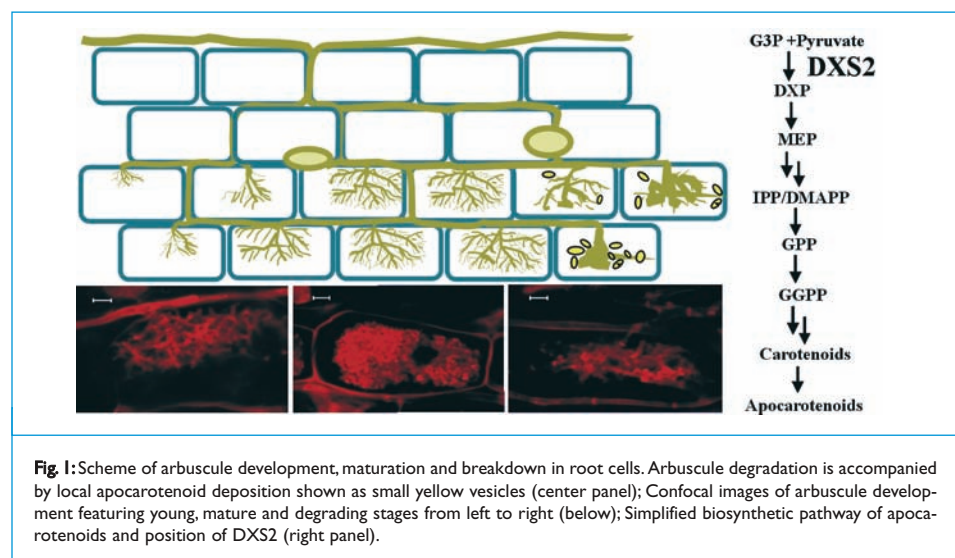 G3P +Pyruvate
DXS2
DXP
MEP
IPP/DMAPP
GPP
GGPP
Carotenoids
Apocarotenoids
Fig. 1: Scheme of arbuscule development, maturation and breakdown in root cells. Arbuscule degradation is accompanied
by local apocarotenoid deposition shown as small yellow vesicles (center panel); Confocal images of arbuscule develop-
ment featuring young, mature and degrading stages from left to right (below); Simplified biosynthetic pathway of apoca-
rotenoids and position of DXS2 (right panel).